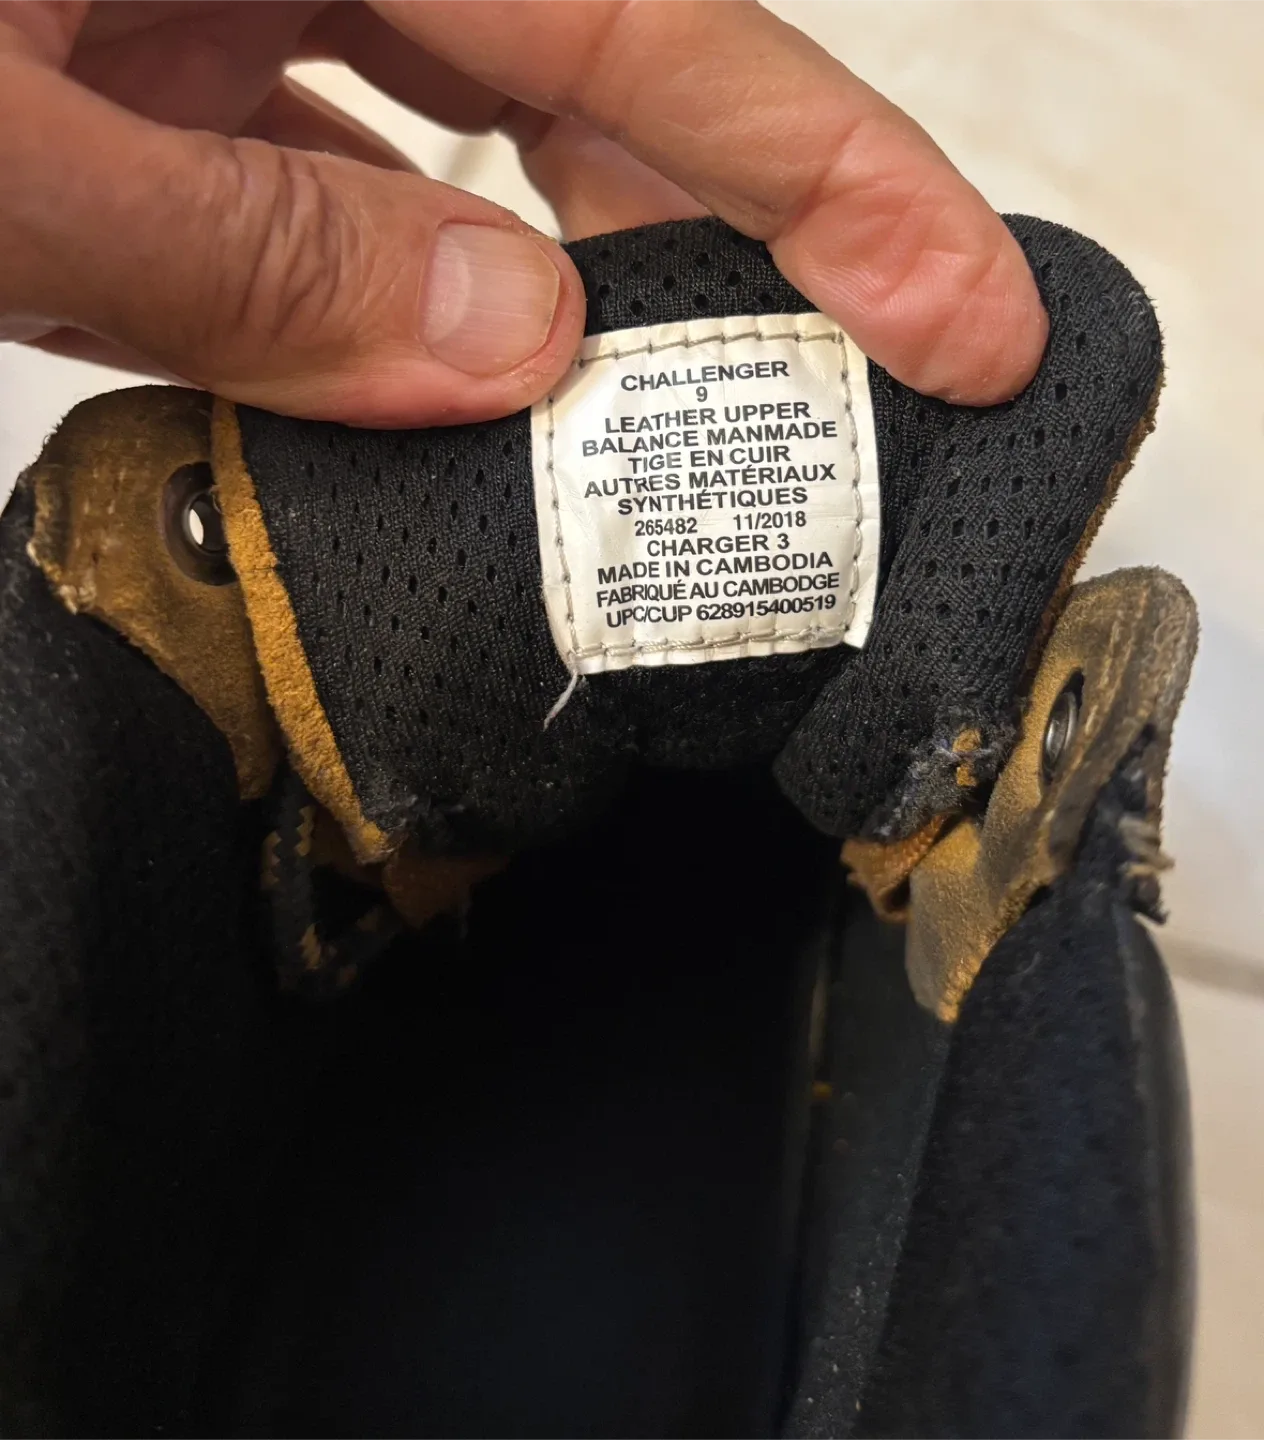 CHALLENGER
9
LEATHER UPPER
BALANCE MANMADE
TIGE EN CUIR
AUTRES MATÉRIAUX
SYNTHÉTIQUES
265482 11/2018
CHARGER 3
MADE IN CAMBODIA
FABRIQUÉ AU CAMBODGE
UPC/CUP 628915400519